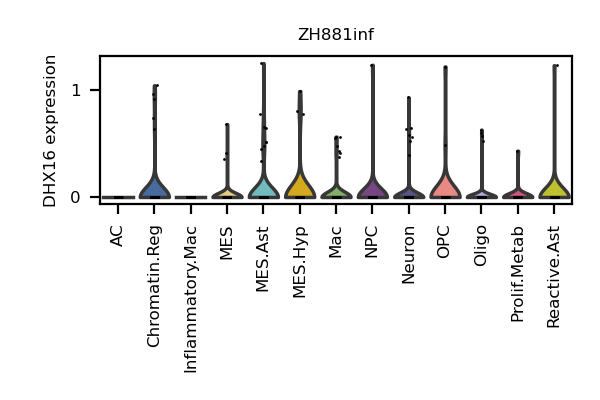 ZH881inf
DHX16 expression
1
0
AC
Chromatin.Reg
Inflammatory.Mac
MES
MES.Ast
MES.Hyp
Mac
NPC
Neuron
OPC
Oligo
Prolif.Metab
Reactive.Ast